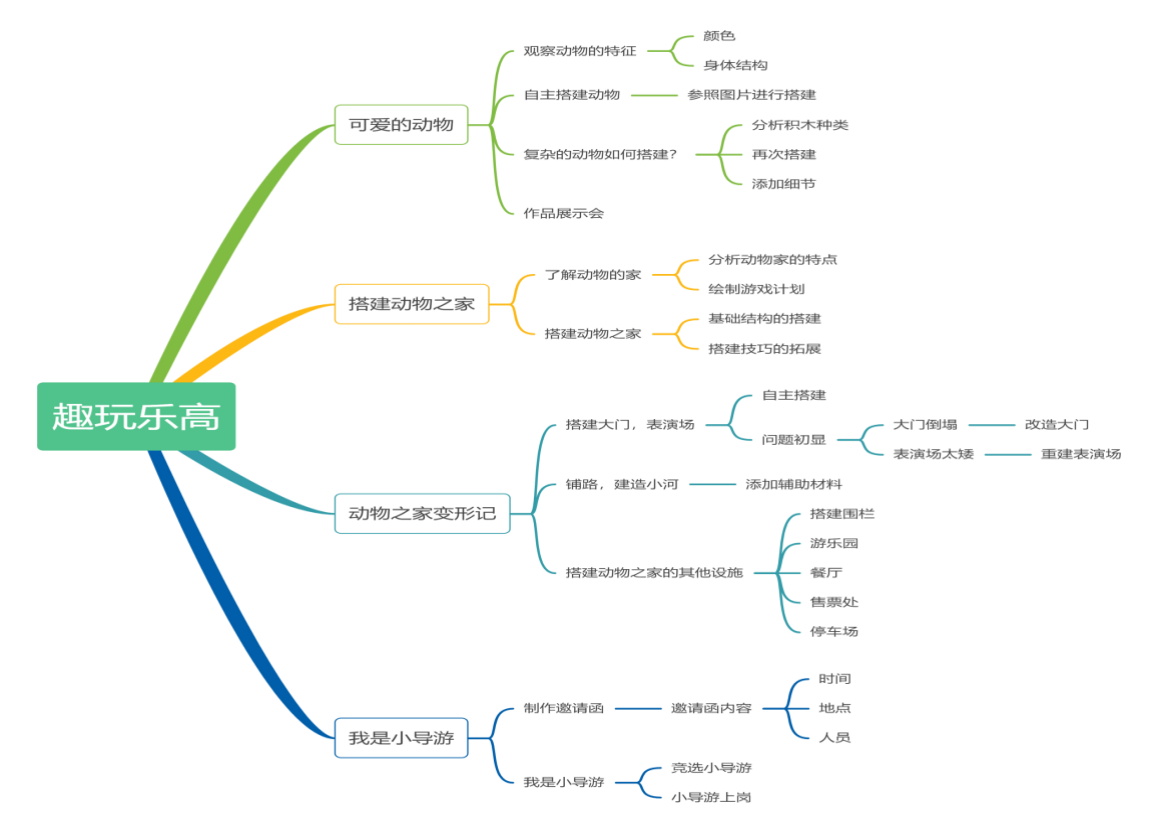 趣玩乐高
可爱的动物
观察动物的特征
颜色
身体结构
自主搭建动物
参照图片进行搭建
复杂的动物如何搭建?
分析积木种类
再次搭建
添加细节
作品展示会
搭建动物之家
了解动物的家
分析动物家的特点
绘制游戏计划
搭建动物之家
基础结构的搭建
搭建技巧的拓展
动物之家变形记
搭建大门，表演场
自主搭建
问题初显
大门倒塌
改造大门
表演场太矮
重建表演场
铺路，建造小河
添加辅助材料
搭建动物之家的其他设施
搭建围栏
游乐园
餐厅
售票处
停车场
我是小导游
制作邀请函
邀请函内容
时间
地点
人员
我是小导游
竞选小导游
小导游上岗